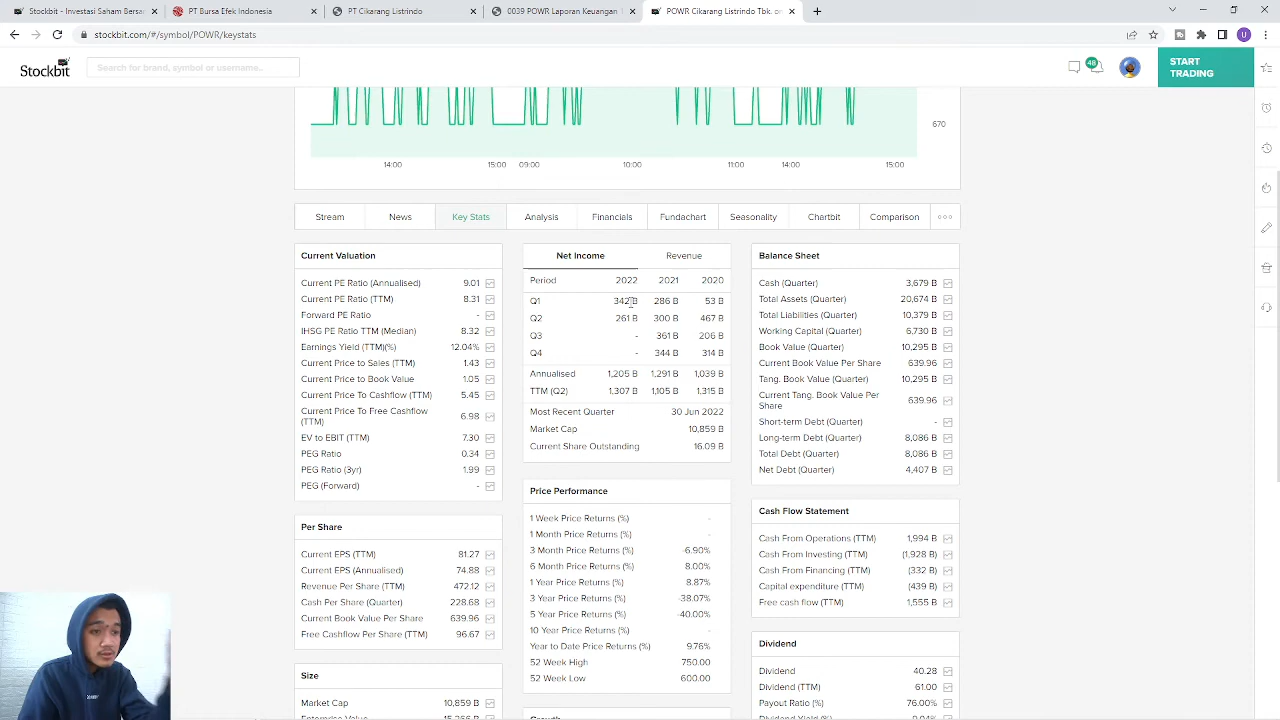 Stockbit - Investasi Saham Bersar
PT Bursa Efek Indonesia
PT Cikarang Listrindo
0039 POWR Laporan Keuangan
POWR Cikarang Listrindo Tbk. or
stockbit.com/#/symbol/POWR/keystats
U
Stockbit
Search for brand, symbol or username..
48
START
TRADING
670
14:00 15:00 09:00 10:00 11:00 14:00 15:00
Stream News Key Stats Analysis Financials Fundachart Seasonality Chartbit Comparison
Current Valuation
Current PE Ratio (Annualised) 9.01
Current PE Ratio (TTM) 8.31
Forward PE Ratio -
IHSG PE Ratio TTM (Median) 8.32
Earnings Yield (TTM)(%) 12.04%
Current Price to Sales (TTM) 1.43
Current Price to Book Value 1.05
Current Price To Cashflow (TTM) 5.45
Current Price To Free Cashflow
(TTM) 6.98
EV to EBIT (TTM) 7.30
PEG Ratio 0.34
PEG Ratio (3yr) 1.99
PEG (Forward) -
Per Share
Current EPS (TTM) 81.27
Current EPS (Annualised) 74.88
Revenue Per Share (TTM) 472.12
Cash Per Share (Quarter) 228.68
Current Book Value Per Share 639.96
Free Cashflow Per Share (TTM) 96.67
Size
Market Cap 10,859 B
Net Income Revenue
Period 2022 2021 2020
Q1 342 B 286 B 53 B
Q2 261 B 300 B 467 B
Q3 - 361 B 206 B
Q4 - 344 B 314 B
Annualised 1,205 B 1,291 B 1,039 B
TTM (Q2) 1,307 B 1,105 B 1,315 B
Most Recent Quarter 30 Jun 2022
Market Cap 10,859 B
Current Share Outstanding 16.09 B
Price Performance
1 Week Price Returns (%) -
1 Month Price Returns (%) -
3 Month Price Returns (%) -6.90%
6 Month Price Returns (%) 8.00%
1 Year Price Returns (%) 8.87%
3 Year Price Returns (%) -38.07%
5 Year Price Returns (%) -40.00%
10 Year Price Returns (%) -
Year to Date Price Returns (%) 9.76%
52 Week High 750.00
52 Week Low 600.00
Balance Sheet
Cash (Quarter) 3,679 B
Total Assets (Quarter) 20,674 B
Total Liabilities (Quarter) 10,379 B
Working Capital (Quarter) 6,730 B
Book Value (Quarter) 10,295 B
Current Book Value Per Share 639.96
Tang. Book Value (Quarter) 10,295 B
Current Tang. Book Value Per
Share 639.96
Short-term Debt (Quarter) -
Long-term Debt (Quarter) 8,086 B
Total Debt (Quarter) 8,086 B
Net Debt (Quarter) 4,407 B
Cash Flow Statement
Cash From Operations (TTM) 1,994 B
Cash From Investing (TTM) (1,928 B)
Cash From Financing (TTM) (332 B)
Capital expenditure (TTM) (439 B)
Free cash flow (TTM) 1,555 B
Dividend
Dividend 40.28
Dividend (TTM) 61.00
Payout Ratio (%) 76.00%